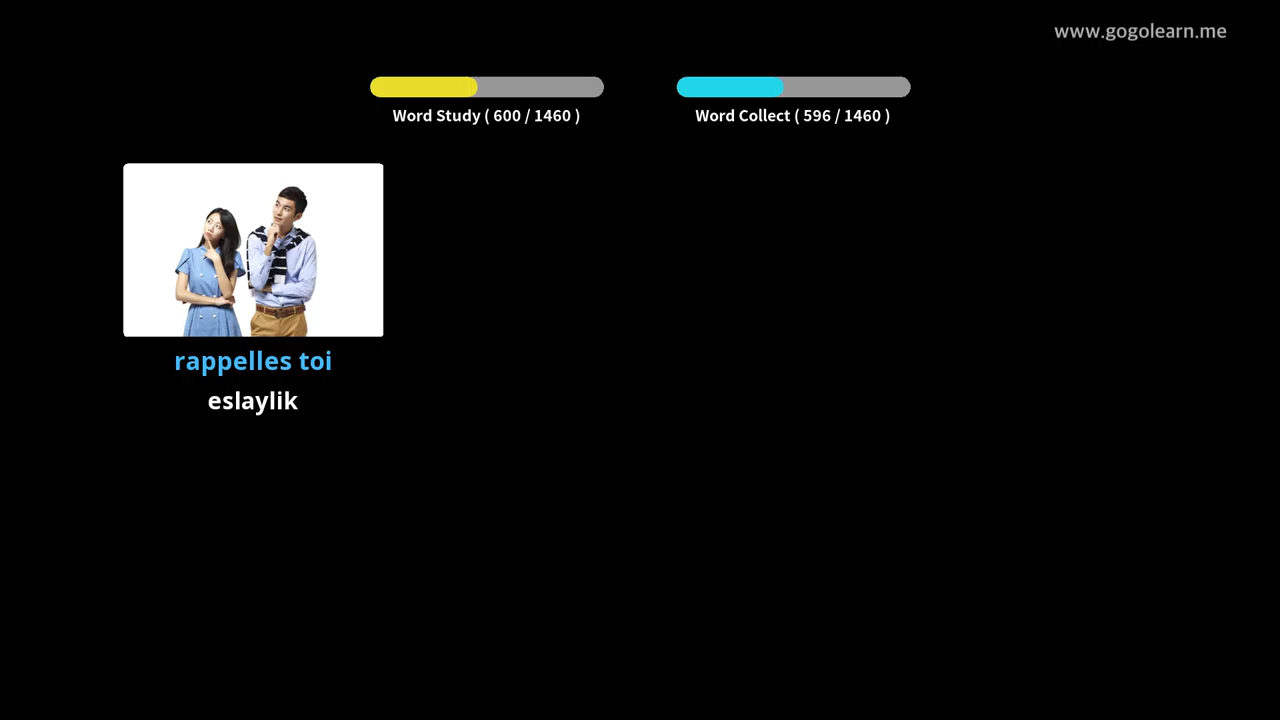 www.gogolearn.me
Word Study ( 600 / 1460 )
Word Collect ( 596 / 1460 )
rappelles toi
eslaylik